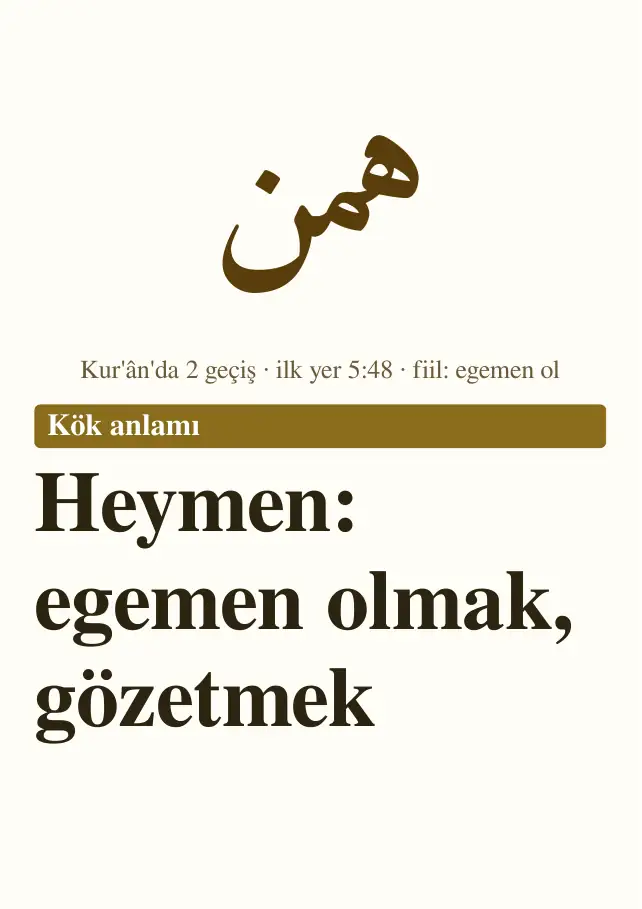 همن
Kur'ân'da 2 geçiş · ilk yer 5:48 · fiil: egemen ol
Kök anlamı
Heymen:
egemen olmak,
gözetmek